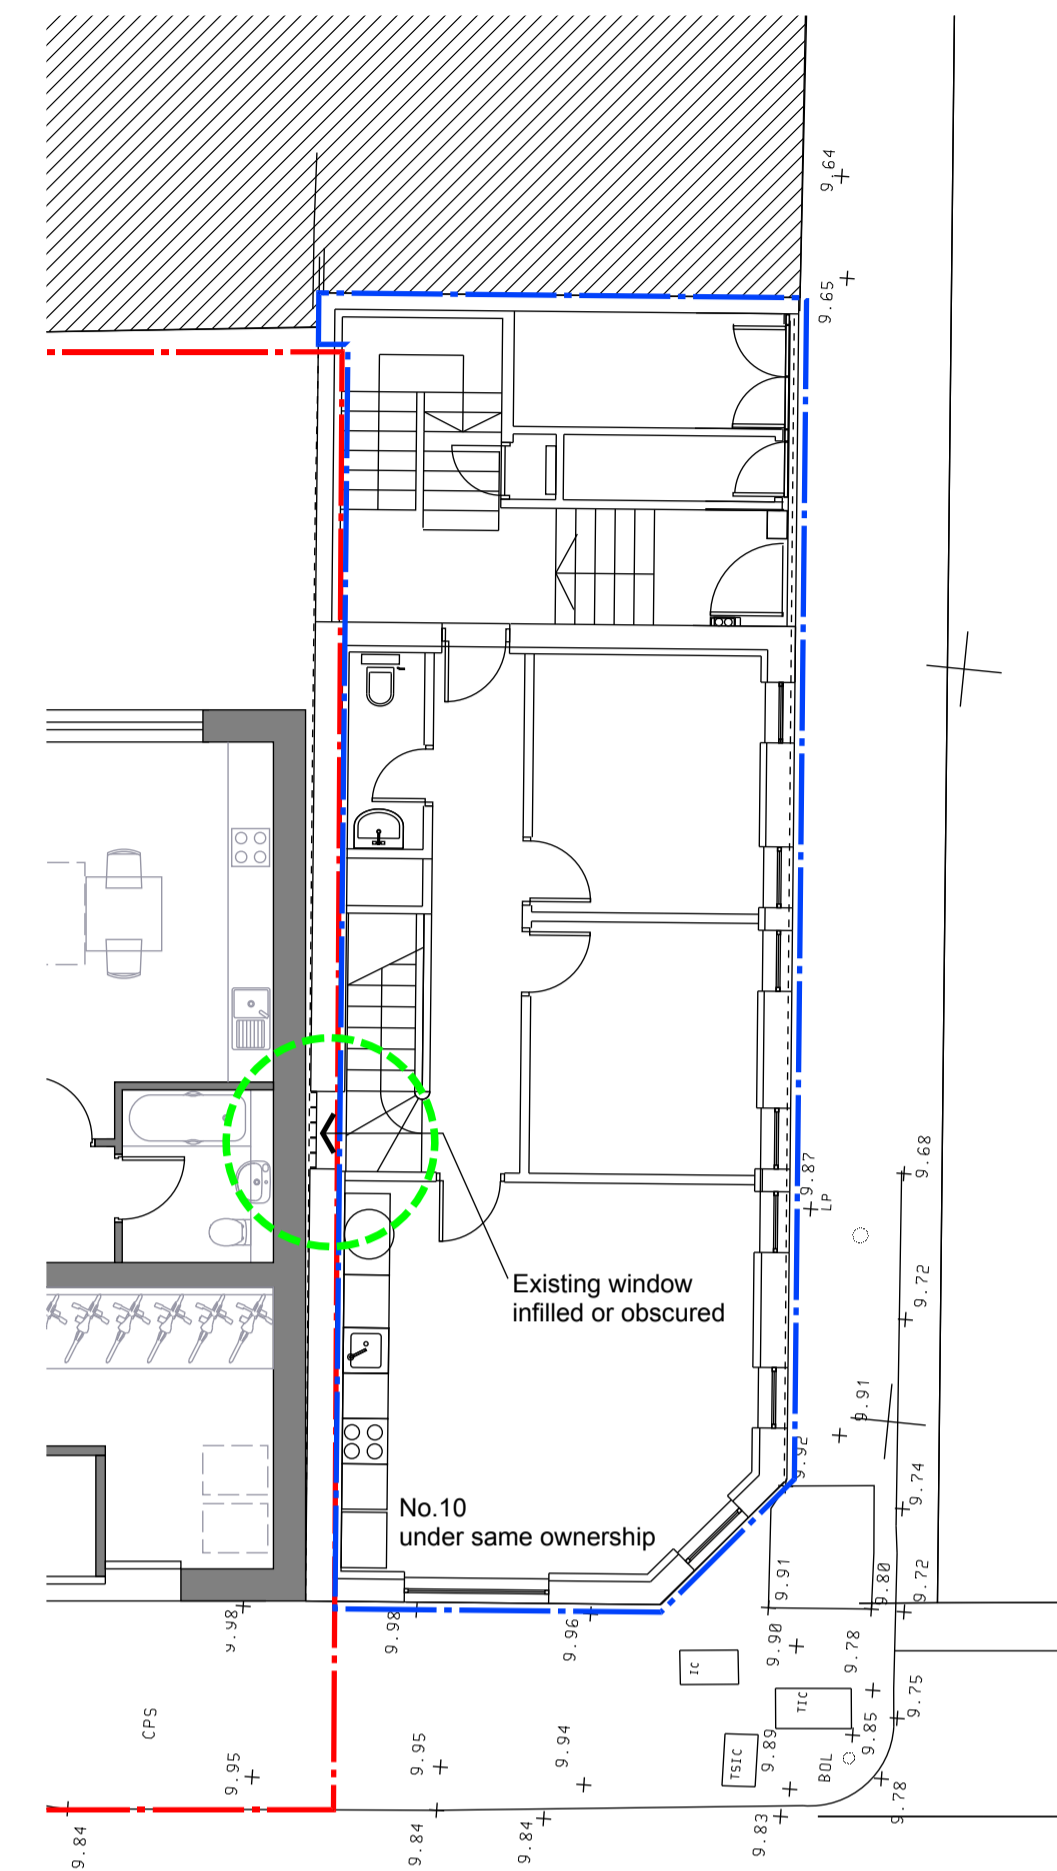 9.64
9.65
9.68
9.87
LP
9.72
Existing window
infilled or obscured
9.91
9.92
9.74
No.10
under same ownership
9.91
9.80
9.72
9.98
9.98
9.96
9.90
9.78
IC
TIC
9.75
CPS
9.85
9.95
9.95
9.94
TSIC
9.89
BOL
9.78
9.84
9.84
9.84
9.83